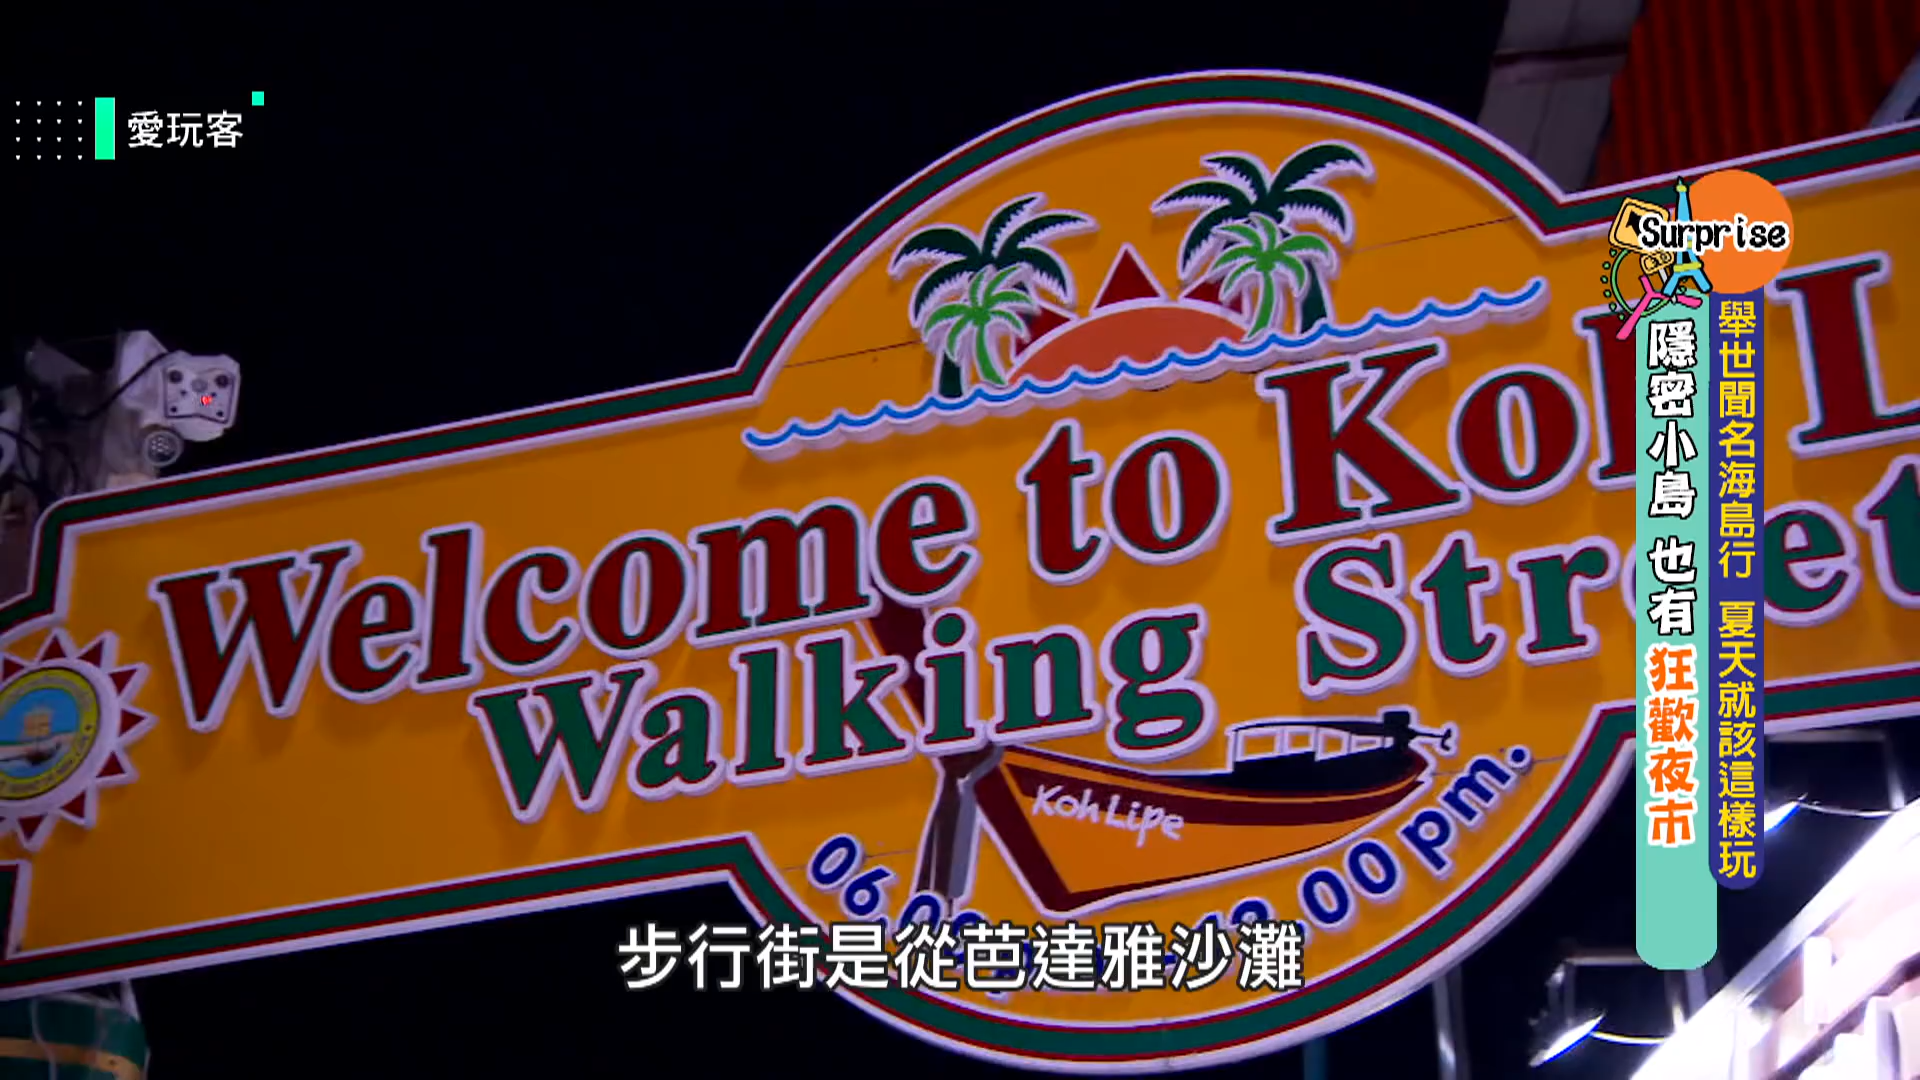 愛玩客
Surprise
舉世聞名海島行 夏天就該這樣玩
隱密小島 也有 狂歡夜市
Welcome to Koh L
Walking Street
Koh Lipe
00 pm.
步行街是從芭達雅沙灘